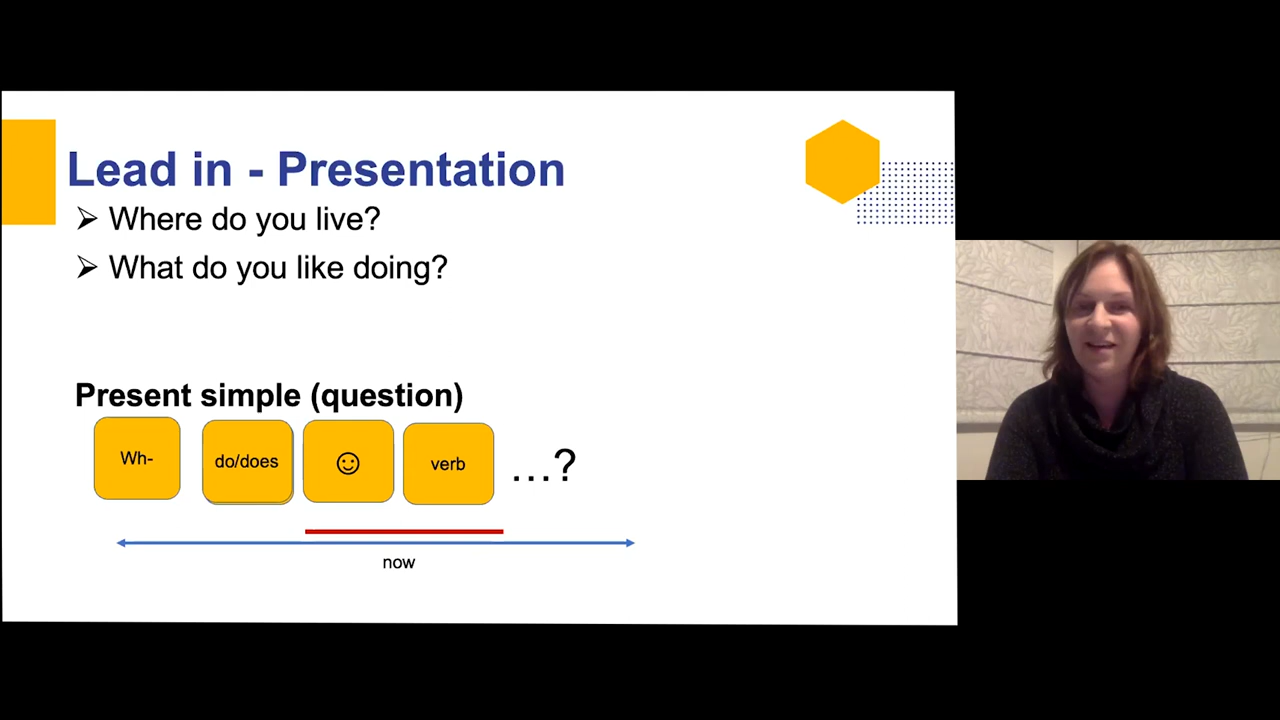 Lead in - Presentation
➢ Where do you live?
➢ What do you like doing?
Present simple (question)
Wh- do/does ☺ verb …?
now